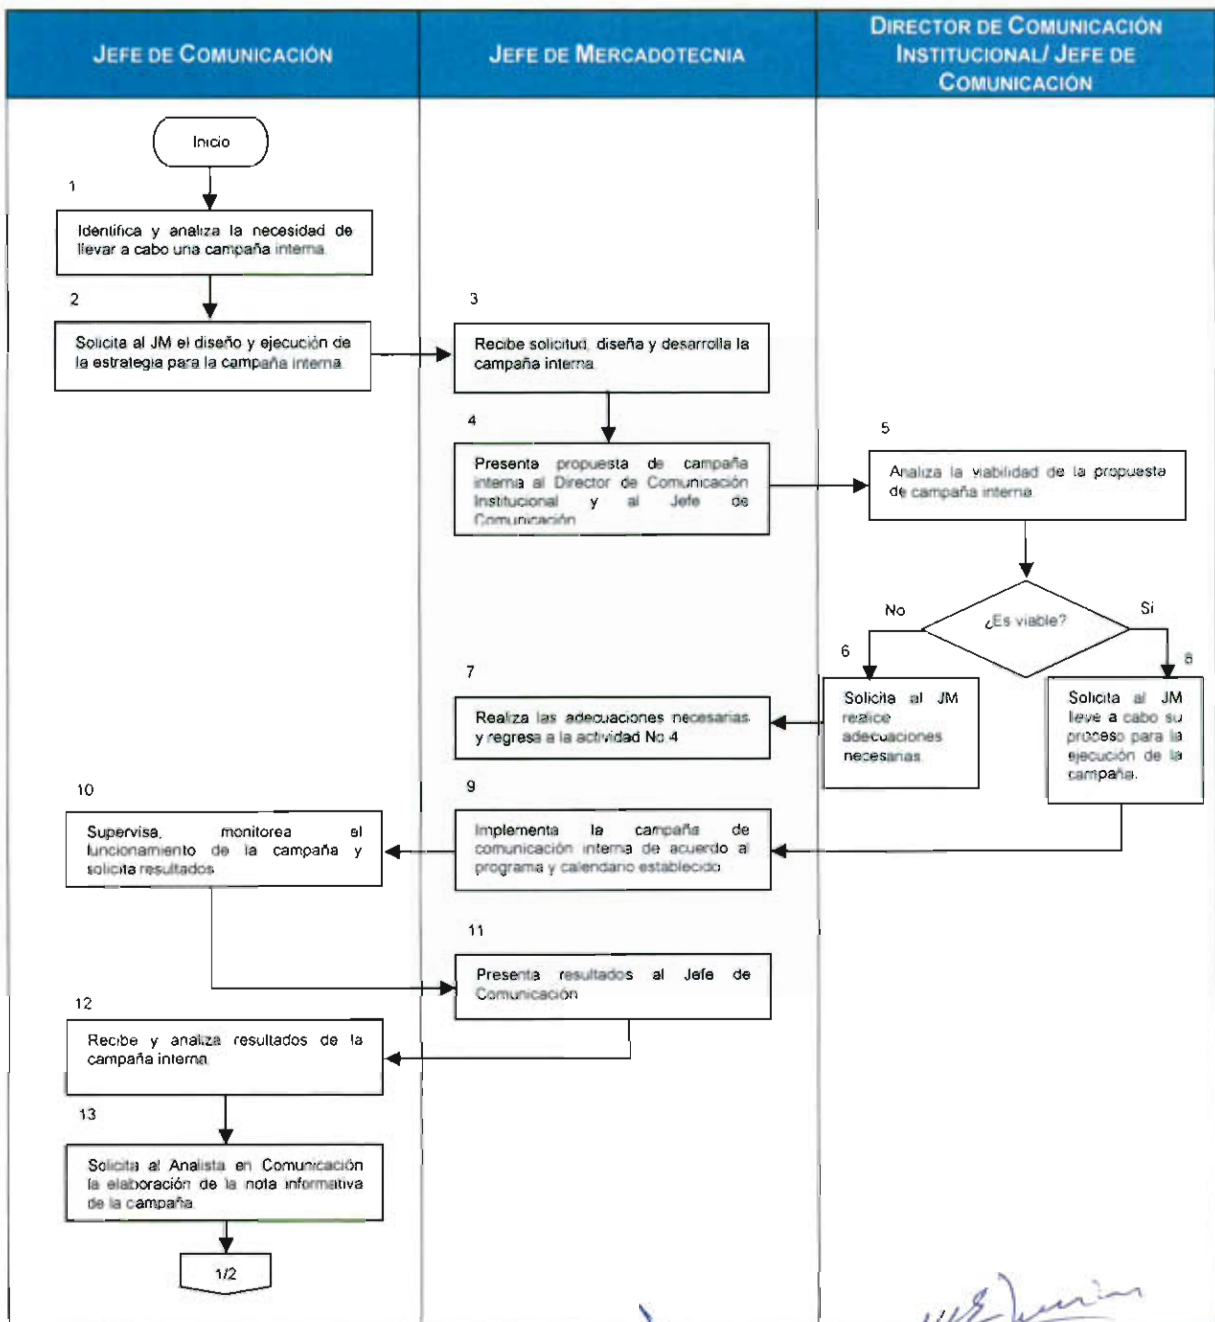 JEFE DE COMUNICACIÓN
JEFE DE MERCADOTECNIA
DIRECTOR DE COMUNICACIÓN
INSTITUCIONAL/ JEFE DE
COMUNICACIÓN
Inicio
1
Identifica y analiza la necesidad de
llevar a cabo una campaña interna.
2
Solicita al JM el diseño y ejecución de
la estrategia para la campaña interna.
3
Recibe solicitud, diseña y desarrolla la
campaña interna.
4
Presenta propuesta de campaña
interna al Director de Comunicación
Institucional y al Jefe de
Comunicación.
5
Analiza la viabilidad de la propuesta
de campaña interna.
¿Es viable?
No
Si
6
Solicita al JM
realice
adecuaciones
necesarias.
7
Realiza las adecuaciones necesarias
y regresa a la actividad No.4
8
Solicita al JM
lleve a cabo su
proceso para la
ejecución de la
campaña.
9
Implementa la campaña de
comunicación interna de acuerdo al
programa y calendario establecido.
10
Supervisa, monitorea el
funcionamiento de la campaña y
solicita resultados.
11
Presenta resultados al Jefe de
Comunicación
12
Recibe y analiza resultados de la
campaña interna.
13
Solicita al Analista en Comunicación
la elaboración de la nota informativa
de la campaña.
1/2